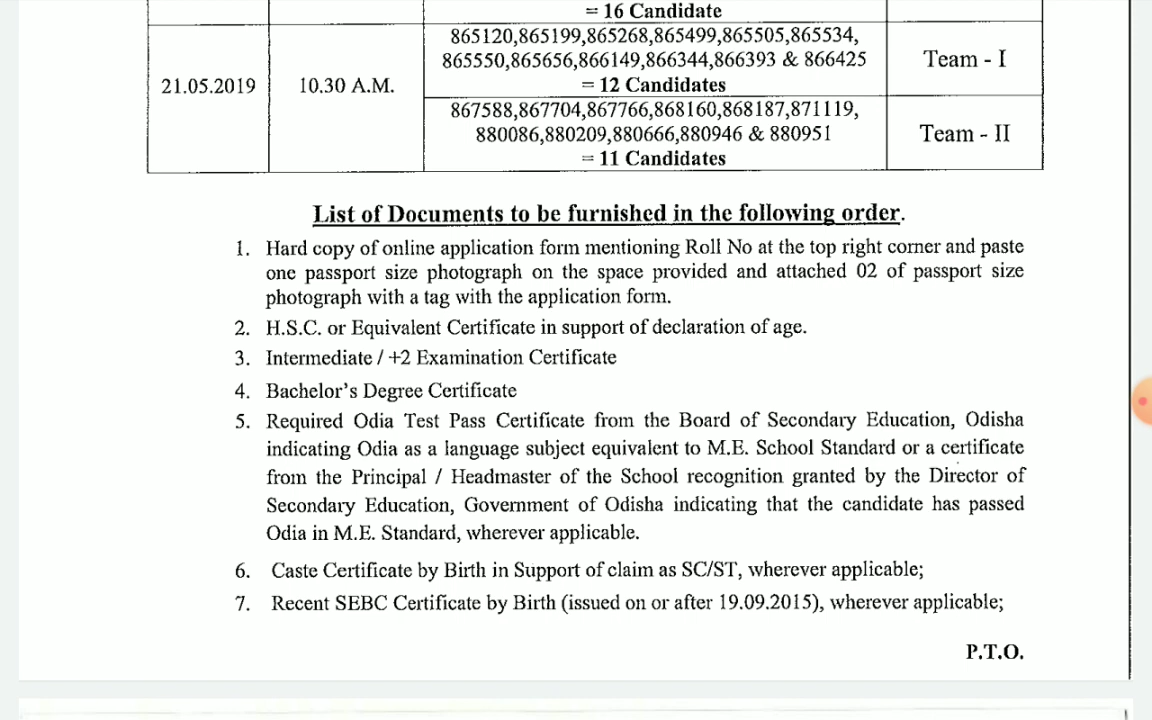 = 16 Candidate
21.05.2019
10.30 A.M.
865120,865199,865268,865499,865505,865534,
865550,865656,866149,866344,866393 & 866425
= 12 Candidates
Team - I
867588,867704,867766,868160,868187,871119,
880086,880209,880666,880946 & 880951
= 11 Candidates
Team - II
List of Documents to be furnished in the following order.
1. Hard copy of online application form mentioning Roll No at the top right corner and paste
one passport size photograph on the space provided and attached 02 of passport size
photograph with a tag with the application form.
2. H.S.C. or Equivalent Certificate in support of declaration of age.
3. Intermediate / +2 Examination Certificate
4. Bachelor's Degree Certificate
5. Required Odia Test Pass Certificate from the Board of Secondary Education, Odisha
indicating Odia as a language subject equivalent to M.E. School Standard or a certificate
from the Principal / Headmaster of the School recognition granted by the Director of
Secondary Education, Government of Odisha indicating that the candidate has passed
Odia in M.E. Standard, wherever applicable.
6. Caste Certificate by Birth in Support of claim as SC/ST, wherever applicable;
7. Recent SEBC Certificate by Birth (issued on or after 19.09.2015), wherever applicable;
P.T.O.